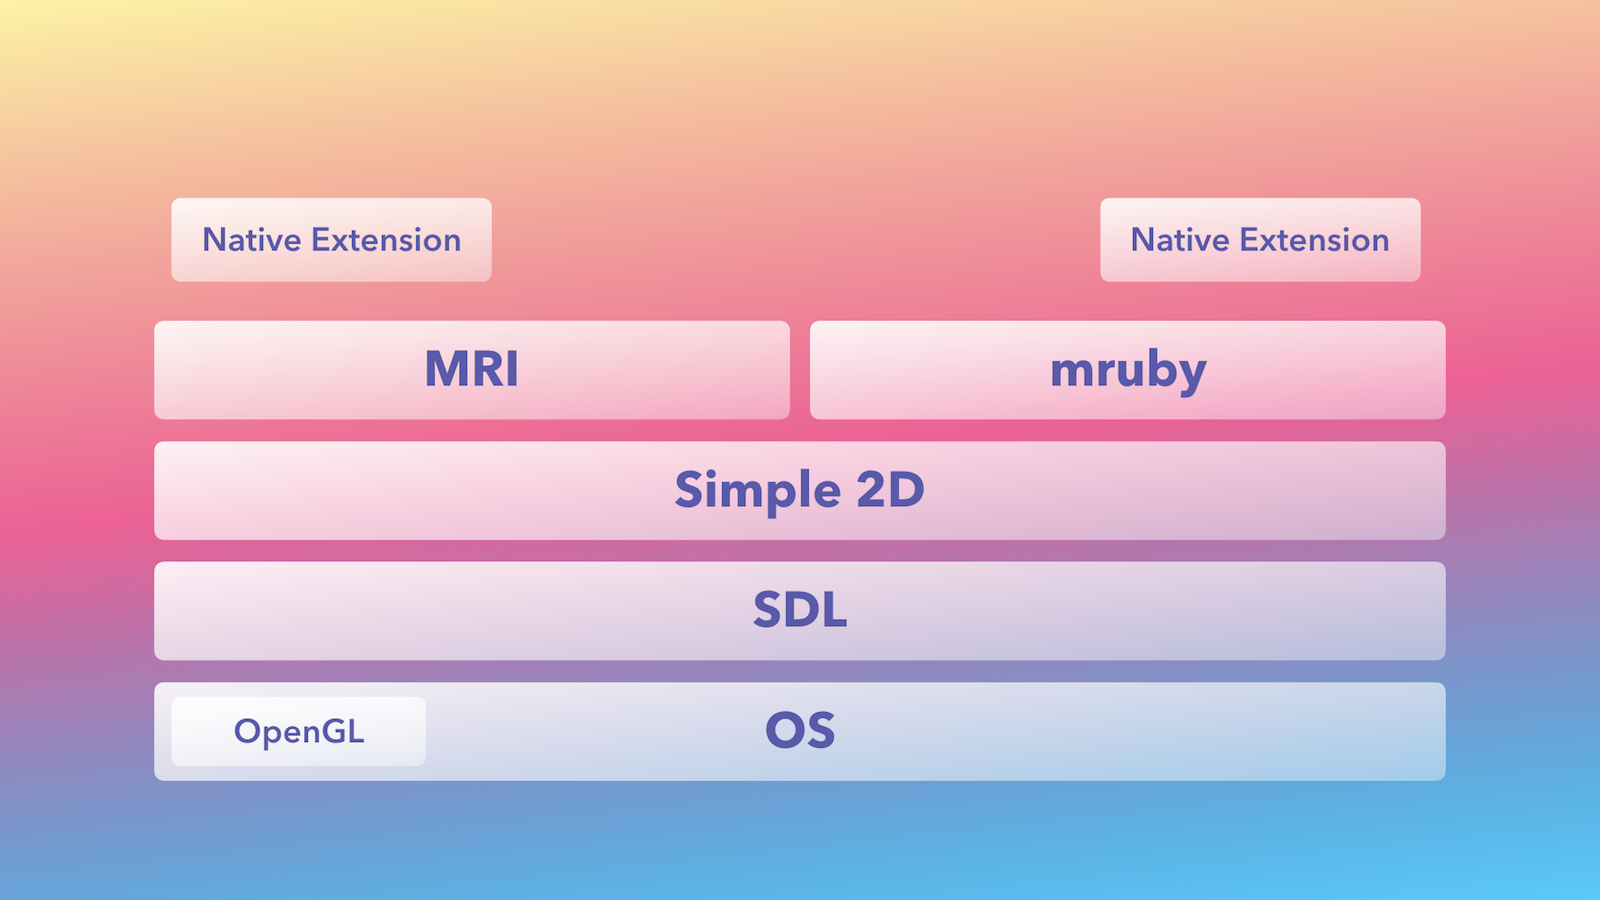 Native Extension
Native Extension
MRI
mruby
Simple 2D
SDL
OpenGL
OS